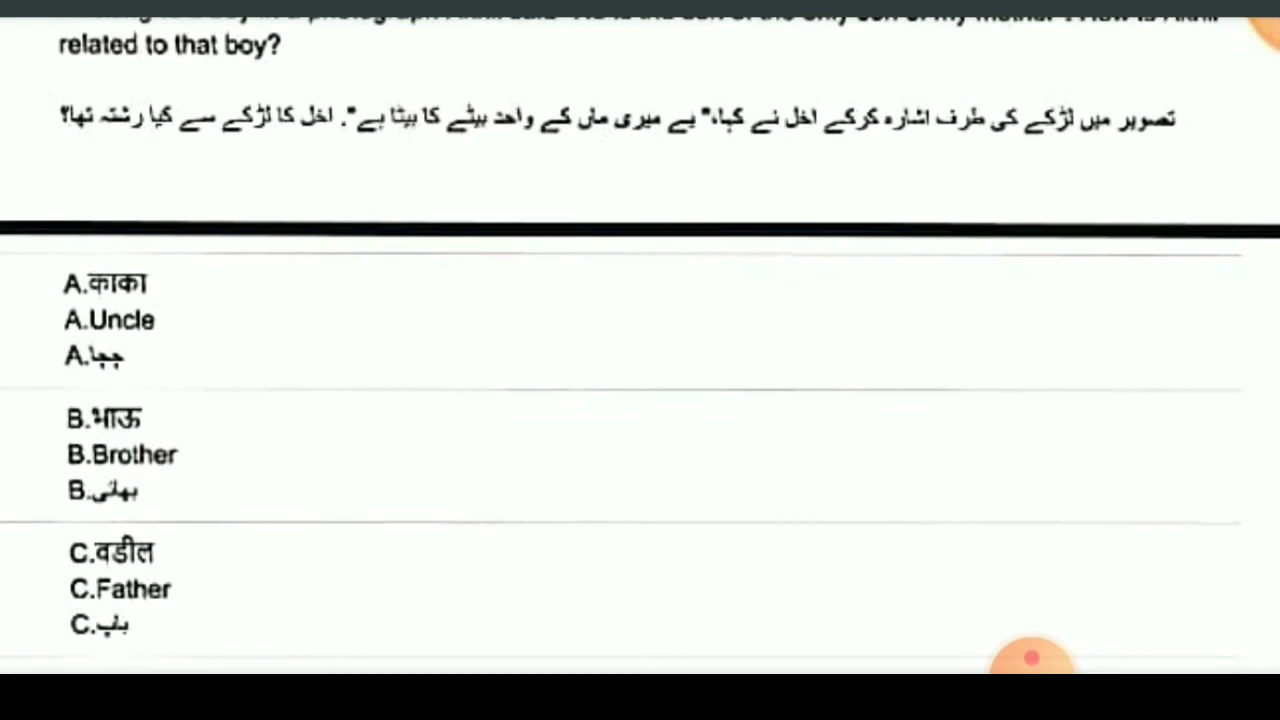 related to that boy?
تصویر میں لڑکے کی طرف اشارہ کرکے اخل نے کہا،" یے میری ماں کے واحد بیٹے کا بیٹا ہے". اخل کا لڑکے سے کیا رشتہ تھا؟
A.काका
A.Uncle
A.چچا
B.भाऊ
B.Brother
B.بھائی
C.वडील
C.Father
C.باپ